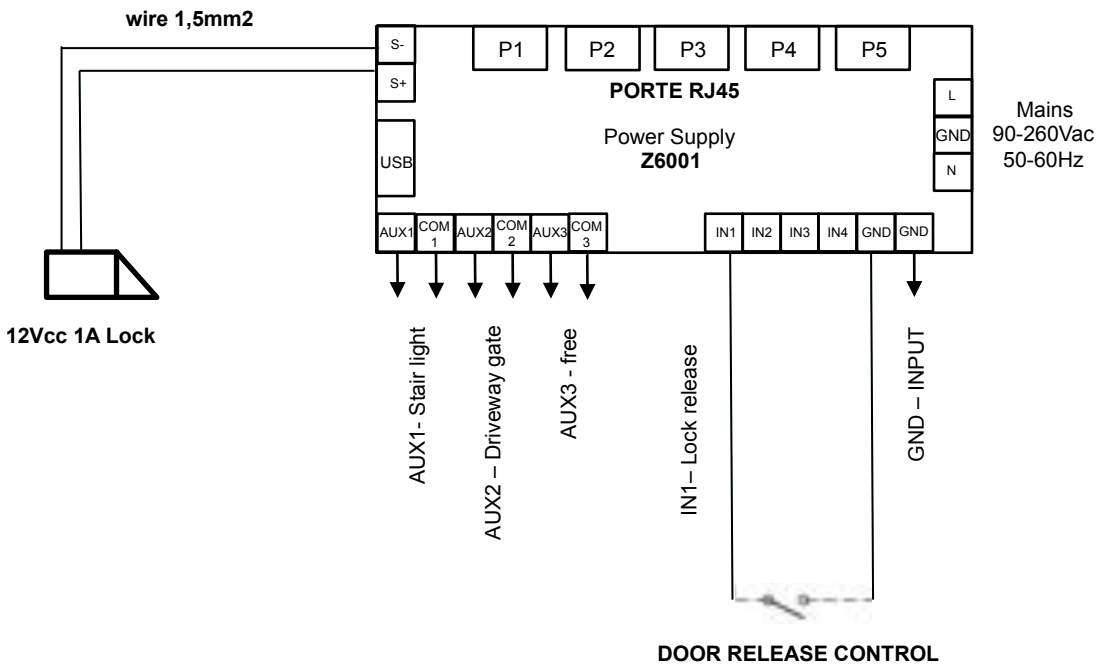 wire 1,5mm2
S-
P1 P2 P3 P4 P5
S+
PORTE RJ45
L
Mains
Power Supply
GND
90-260Vac
USB
Z6001
N
50-60Hz
AUX1 COM 1 AUX2 COM 2 AUX3 COM 3
IN1 IN2 IN3 IN4 GND GND
12Vcc 1A Lock
AUX1- Stair light
AUX2 – Driveway gate
AUX3 - free
IN1– Lock release
GND – INPUT
DOOR RELEASE CONTROL